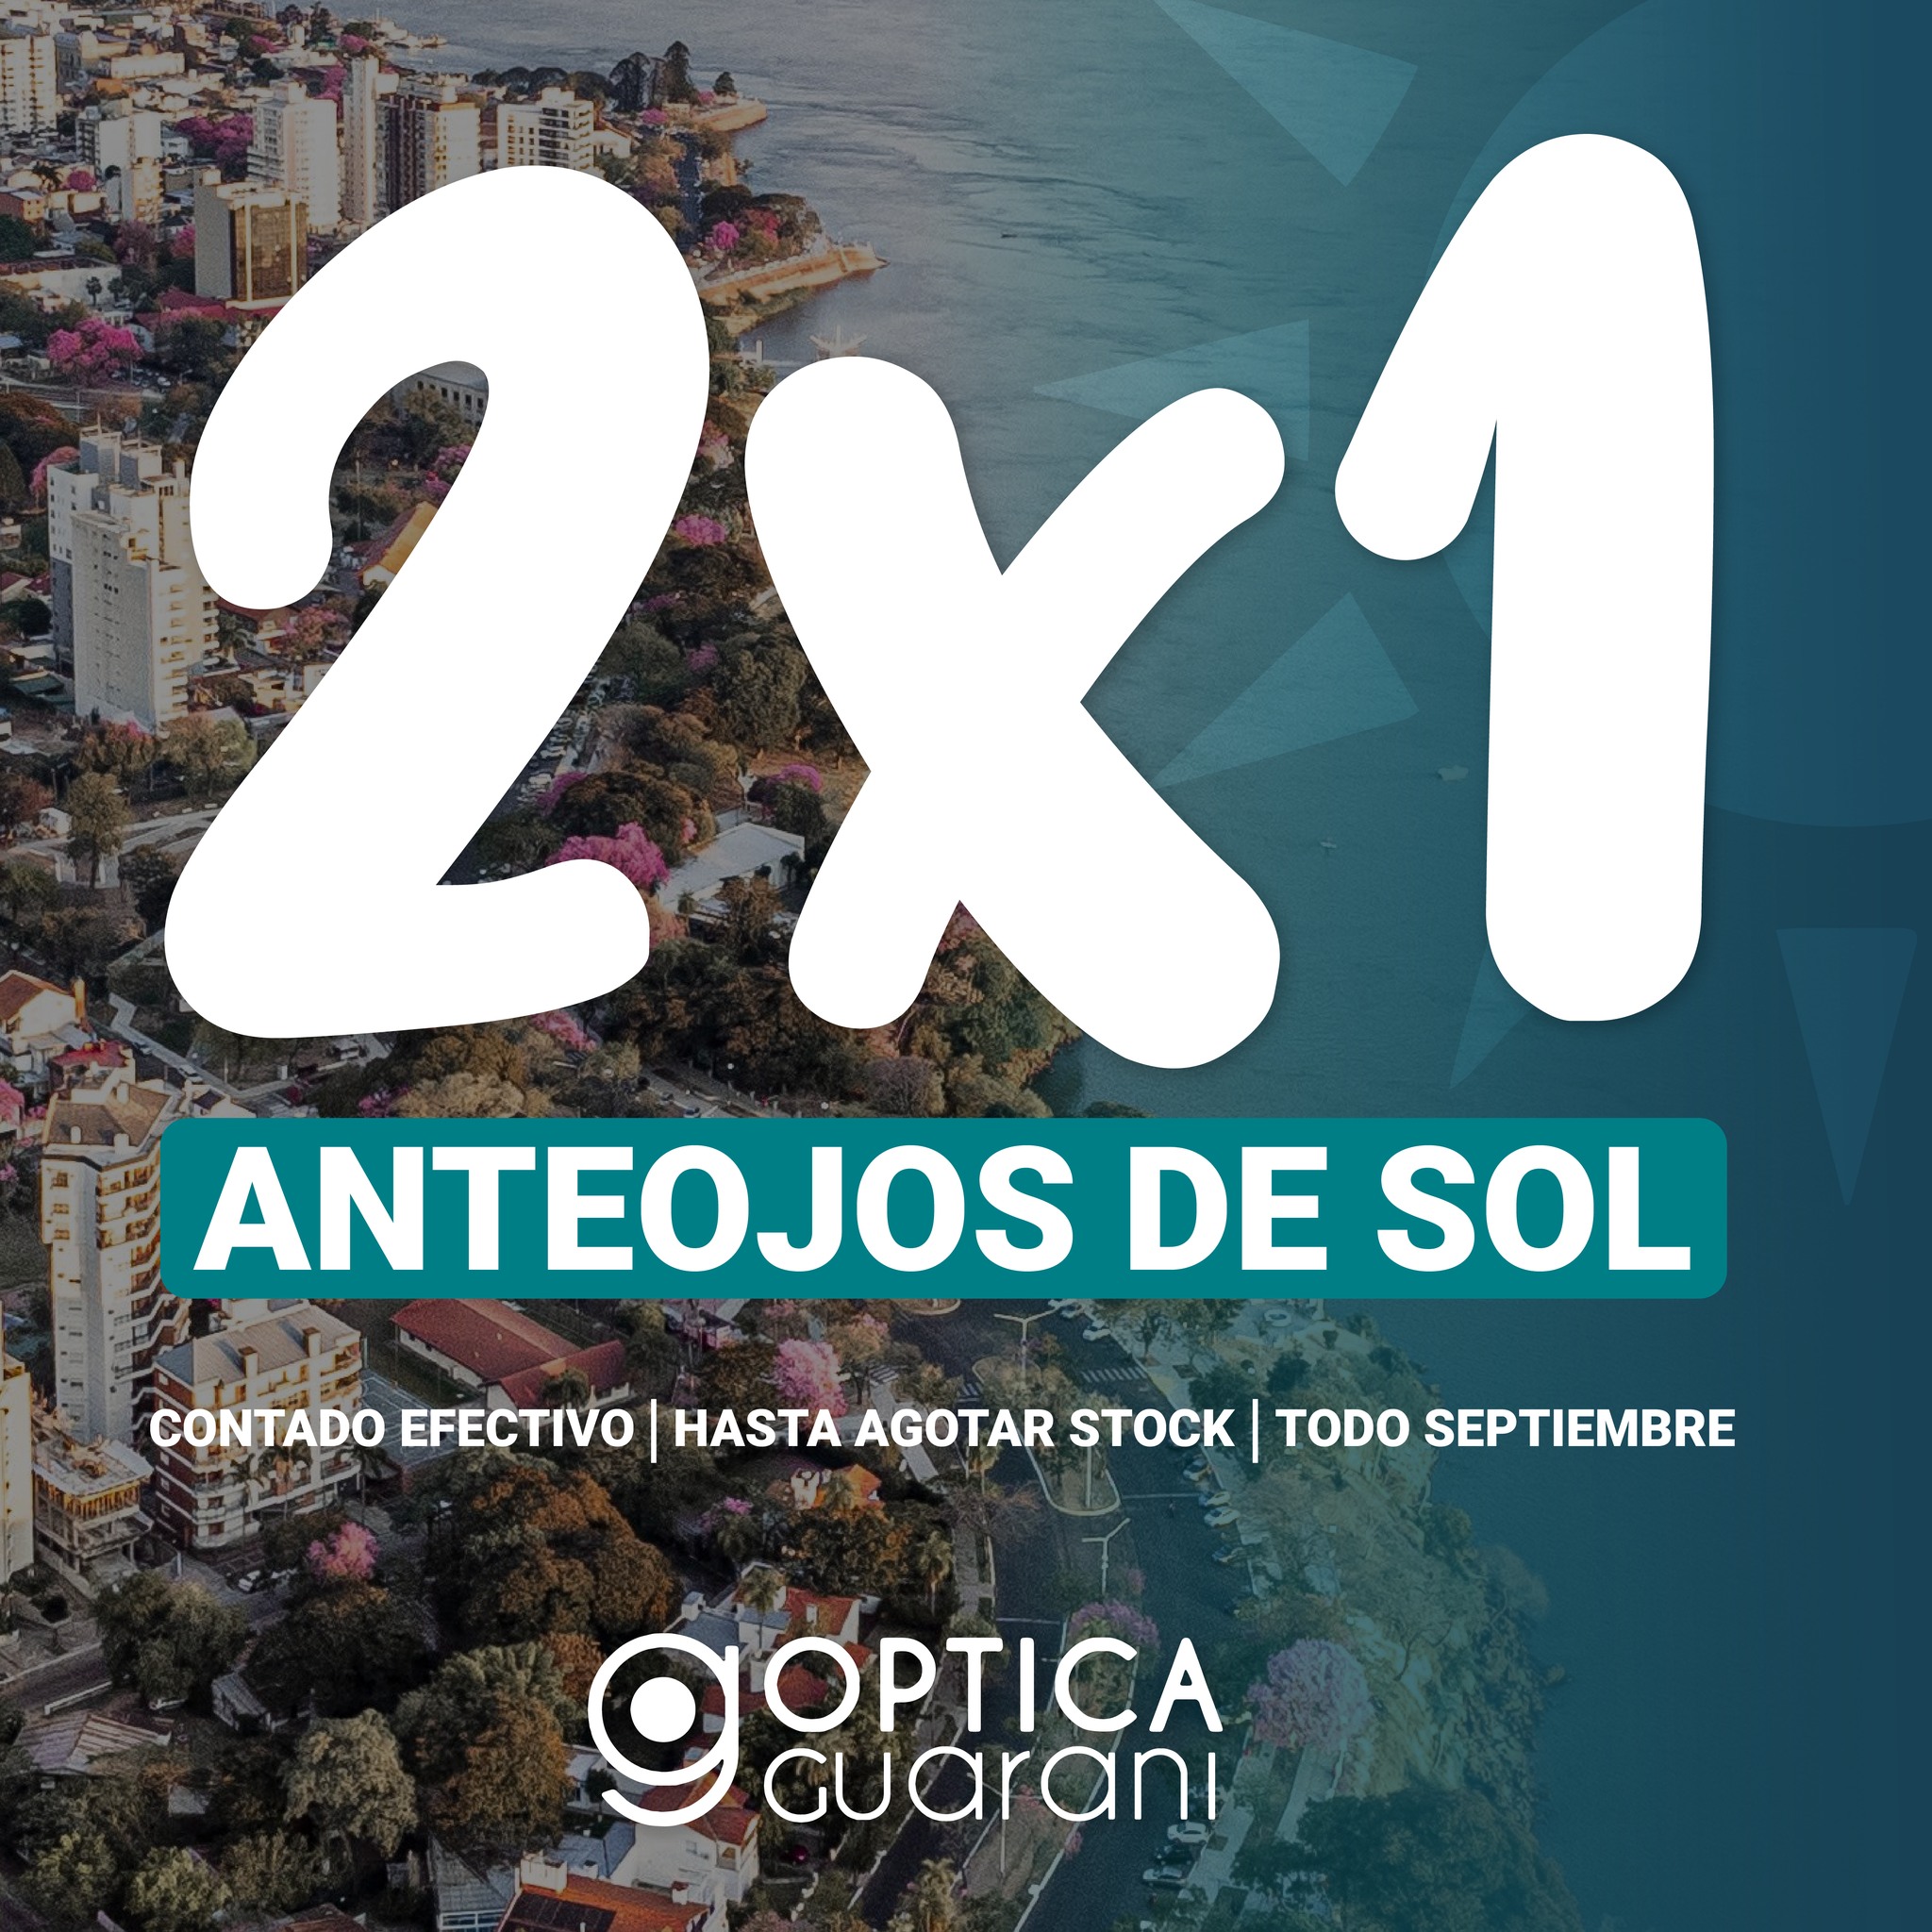 2x1
ANTEOJOS DE SOL
CONTADO EFECTIVO | HASTA AGOTAR STOCK | TODO SEPTIEMBRE
g OPTICA
GUARANI